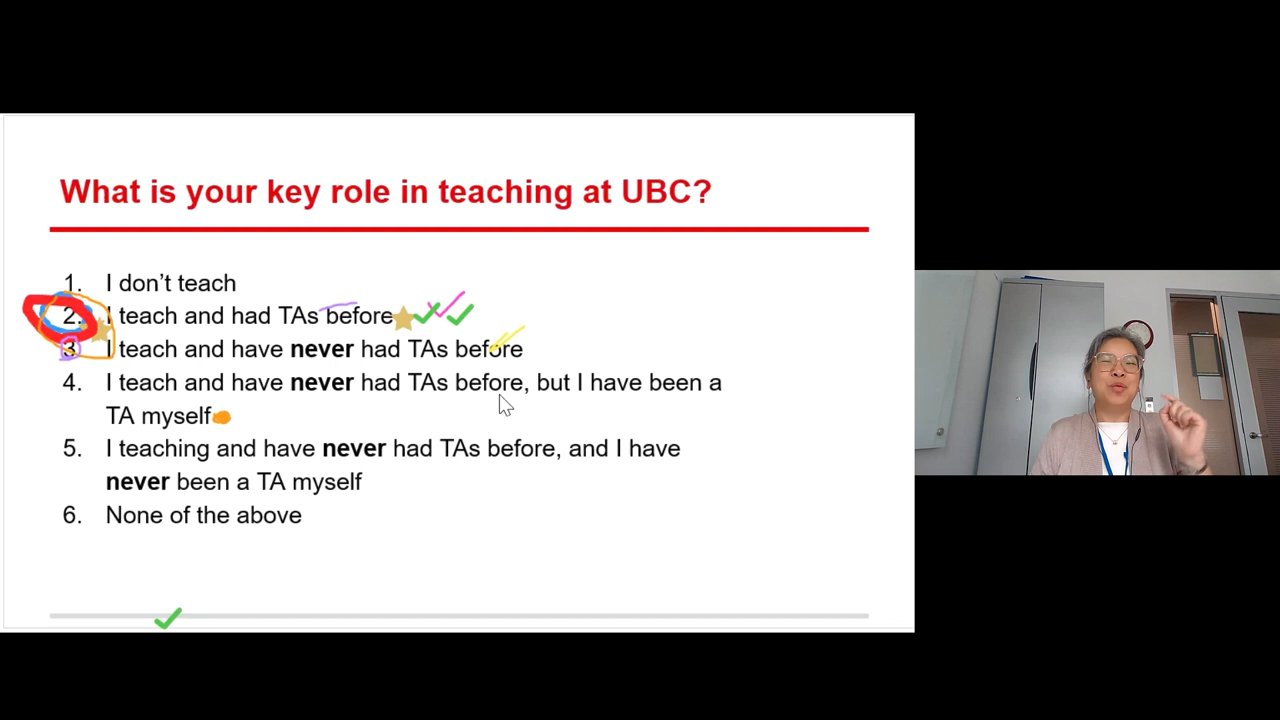 What is your key role in teaching at UBC?
1. I don't teach
2. I teach and had TAs before
3. I teach and have never had TAs before
4. I teach and have never had TAs before, but I have been a
TA myself
5. I teaching and have never had TAs before, and I have
never been a TA myself
6. None of the above